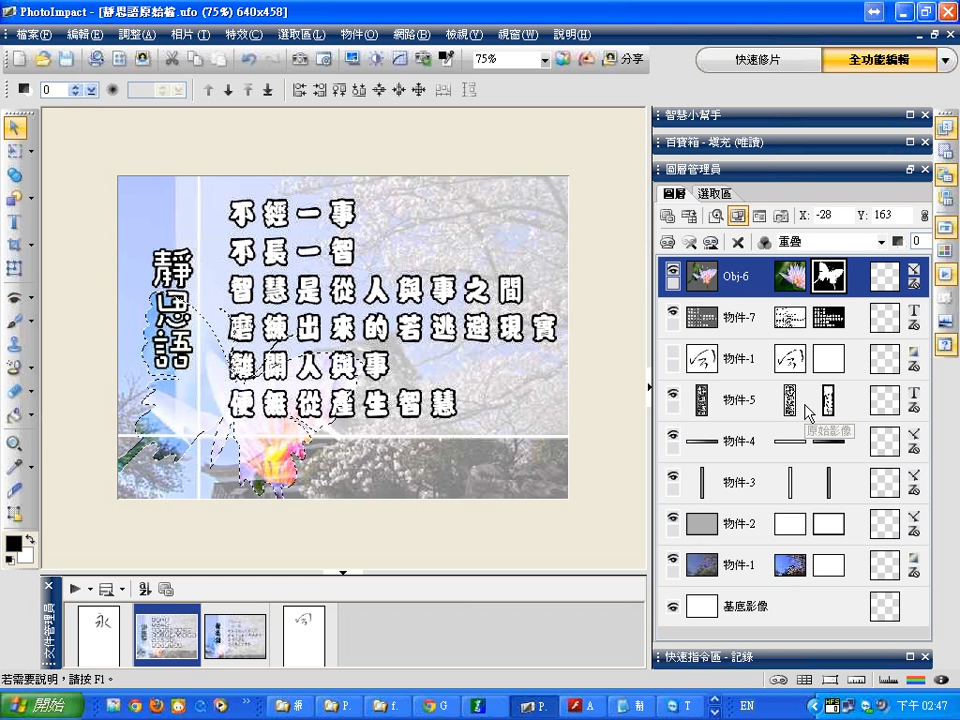 PhotoImpact - [靜思語原始檔.ufo (75%) 640x458]
檔案(F) 編輯(E) 調整(A) 相片(I) 特效(C) 選取區(L) 物件(O) 網路(B) 檢視(V) 視窗(W) 說明(H)
75% 分享 快速修片 全功能編輯
0
智慧小幫手
百寶箱 - 填充 (唯讀)
圖層管理員
圖層 選取區
X: -28 Y: 163
重疊 0
Obj-6
物件-7
物件-1
物件-5
原始影像
物件-4
物件-3
物件-2
物件-1
基底影像
快速指令區 - 記錄
靜思語
不經一事
不長一智
智慧是從人與事之間
磨練出來的若逃避現實
離開人與事
便無從產生智慧
文件管理員
永
若需要說明，請按 F1。
開始 P. f. G P. A T EN 下午 02:47